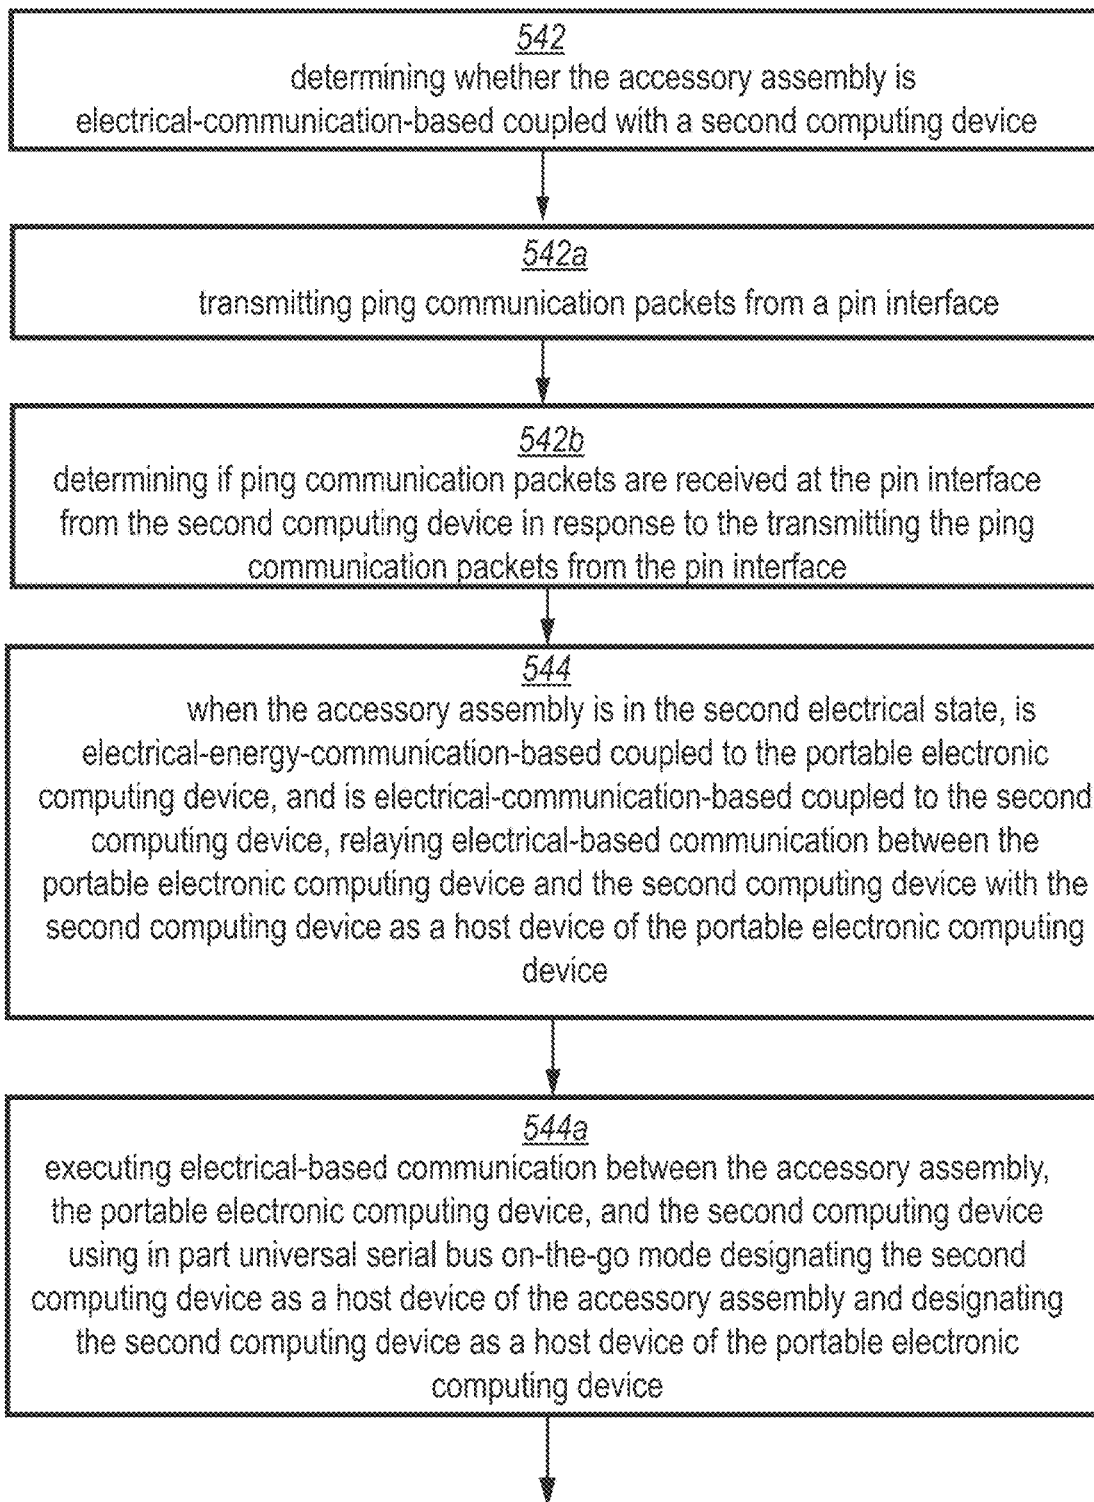 542
determining whether the accessory assembly is
electrical-communication-based coupled with a second computing device
542a
transmitting ping communication packets from a pin interface
542b
determining if ping communication packets are received at the pin interface
from the second computing device in response to the transmitting the ping
communication packets from the pin interface
544
when the accessory assembly is in the second electrical state, is
electrical-energy-communication-based coupled to the portable electronic
computing device, and is electrical-communication-based coupled to the second
computing device, relaying electrical-based communication between the
portable electronic computing device and the second computing device with the
second computing device as a host device of the portable electronic computing
device
544a
executing electrical-based communication between the accessory assembly,
the portable electronic computing device, and the second computing device
using in part universal serial bus on-the-go mode designating the second
computing device as a host device of the accessory assembly and designating
the second computing device as a host device of the portable electronic
computing device